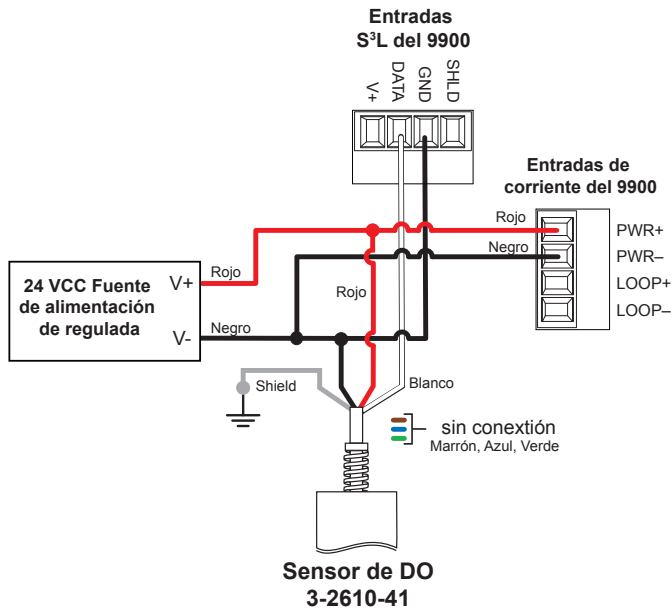 Entradas
S³L del 9900
V+
DATA
GND
SHLD
Entradas de
corriente del 9900
Rojo
PWR+
Negro
PWR–
LOOP+
LOOP–
24 VCC Fuente
de alimentación
de regulada
V+
Rojo
V-
Negro
Rojo
Shield
Blanco
sin conextión
Marrón, Azul, Verde
Sensor de DO
3-2610-41